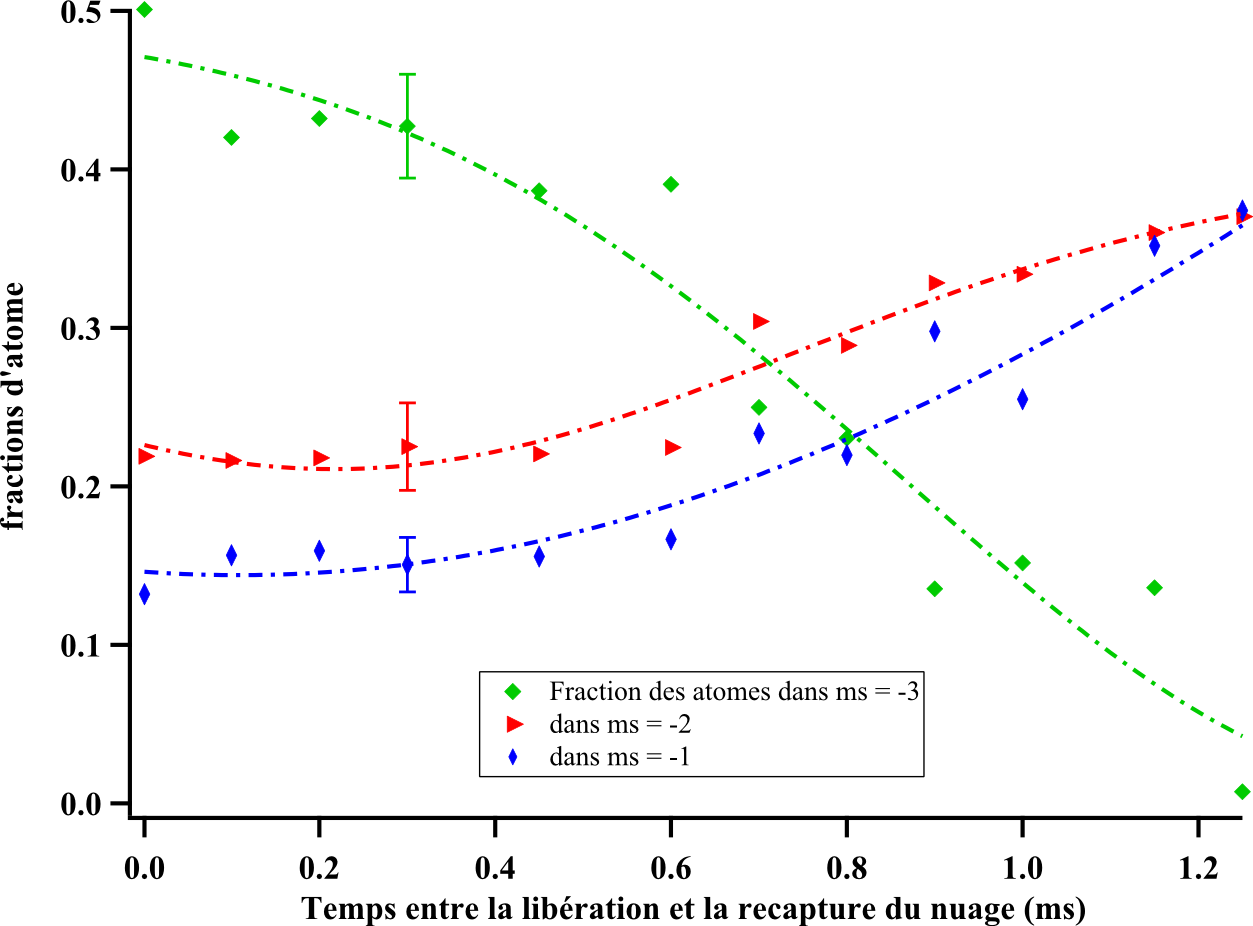 fractions d'atome
0.5
0.4
0.3
0.2
0.1
0.0
Fraction des atomes dans ms = -3
dans ms = -2
dans ms = -1
0.0 0.2 0.4 0.6 0.8 1.0 1.2
Temps entre la libération et la recapture du nuage (ms)